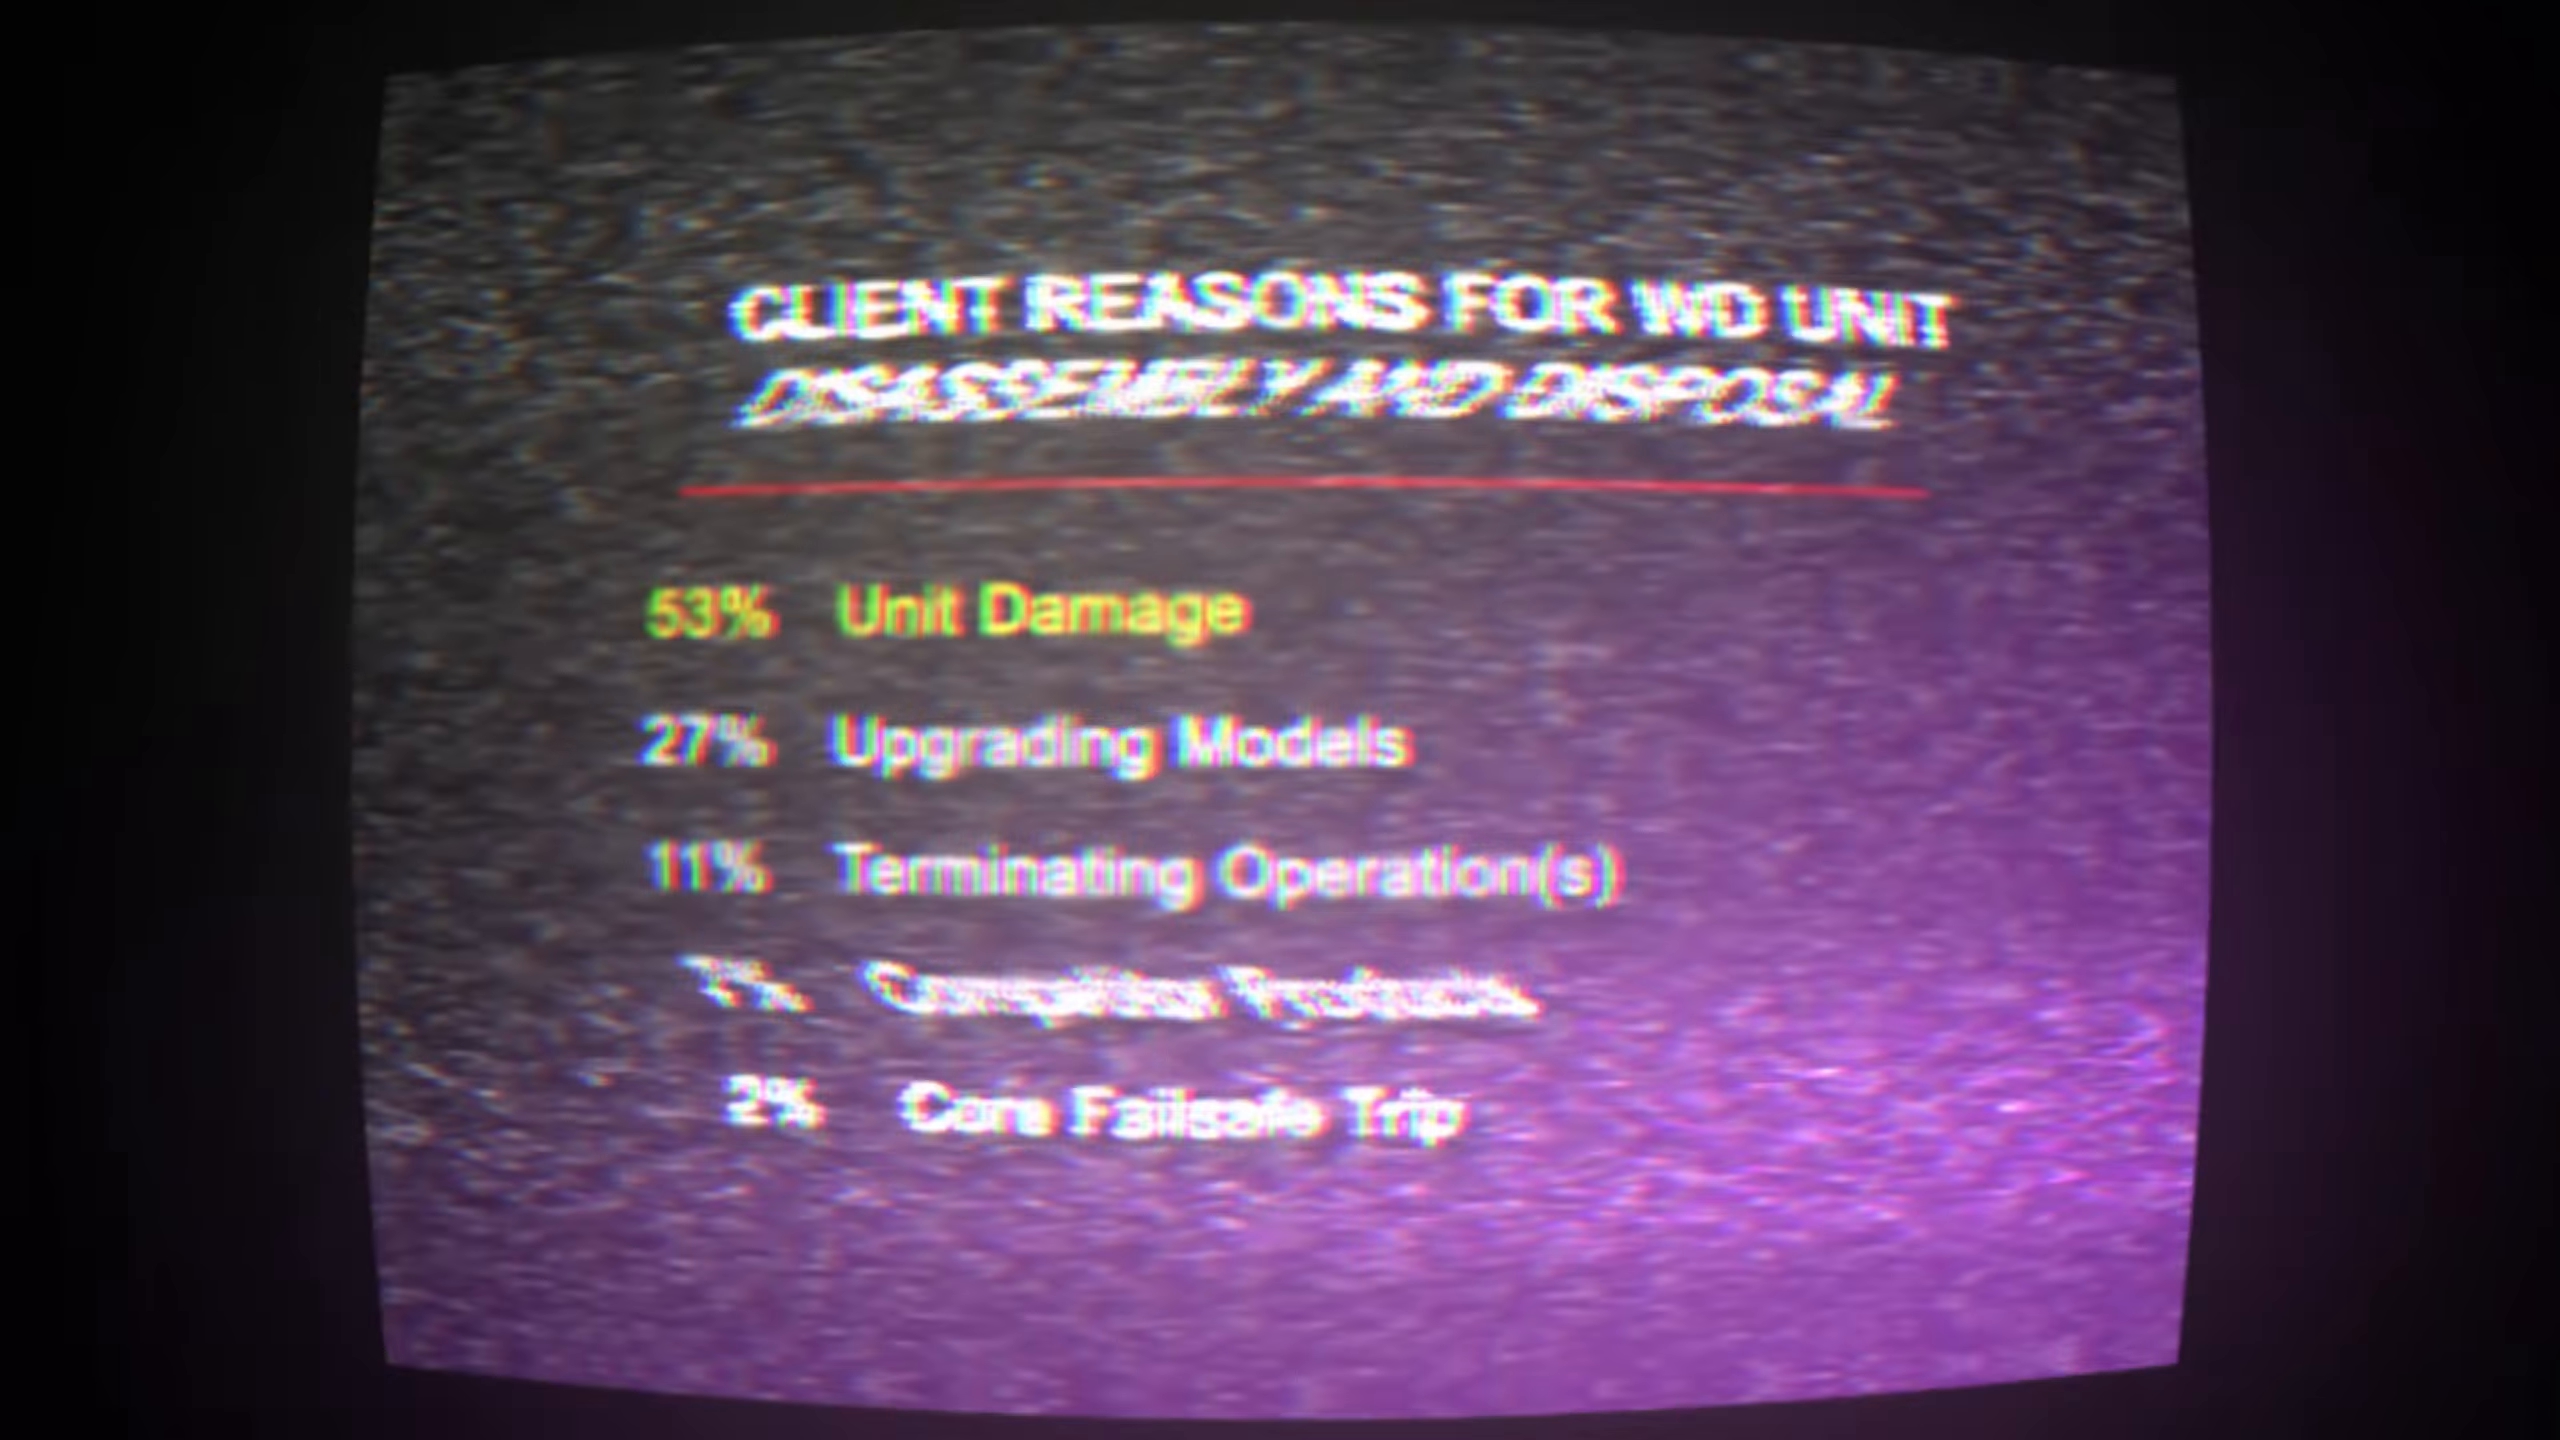 CLIENT REASONS FOR WD UNIT
DISASSEMBLY AND DISPOSAL
53% Unit Damage
27% Upgrading Models
11% Terminating Operation(s)
7% Competitor Products
2% Core Failsafe Trip